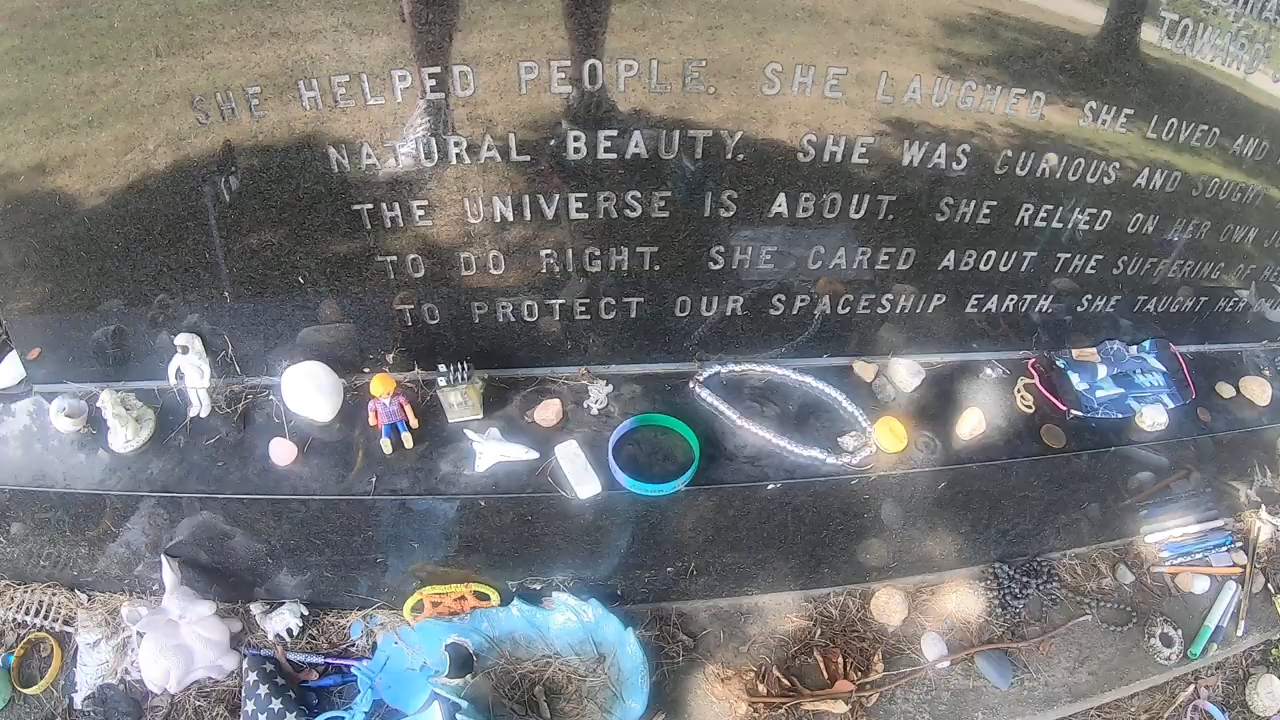 TOWARD
SHE HELPED PEOPLE. SHE LAUGHED. SHE LOVED AND
NATURAL BEAUTY. SHE WAS CURIOUS AND SOUGHT
THE UNIVERSE IS ABOUT. SHE RELIED ON HER OWN
TO DO RIGHT. SHE CARED ABOUT THE SUFFERING OF
TO PROTECT OUR SPACESHIP EARTH. SHE TAUGHT HER